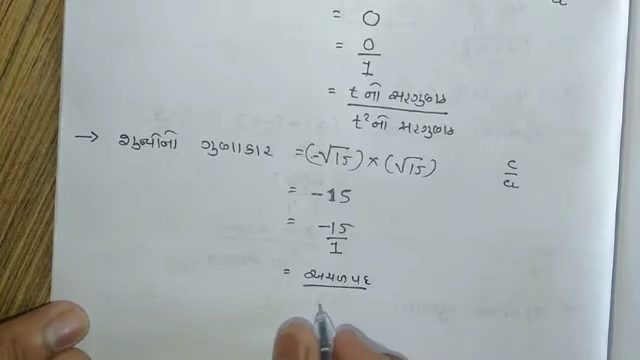 = 0
= 0/1
= t નો સહગુણક / t² નો સહગુણક
→ શૂન્યોનો ગુણાકાર = (-√15) × (√15)
c/a
= -15
= -15/1
= અચળપદ